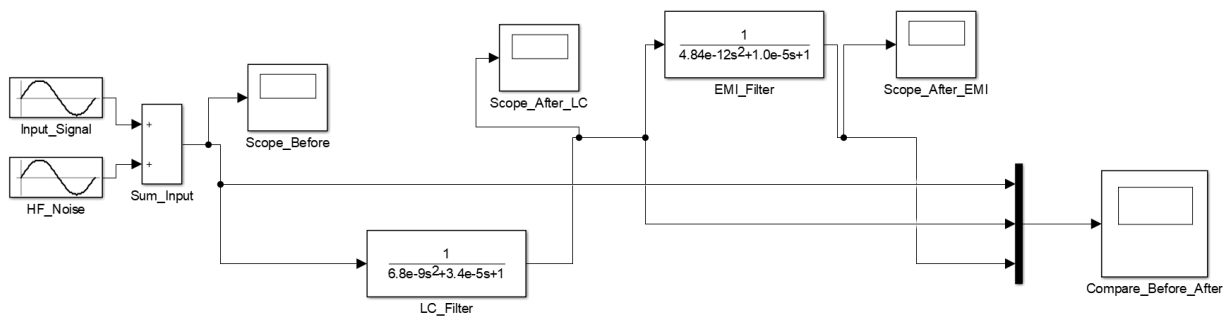 1
4.84e-12s²+1.0e-5s+1
EMI_Filter
Scope_After_LC
Scope_After_EMI
Input_Signal
+
+
Sum_Input
HF_Noise
Scope_Before
1
6.8e-9s²+3.4e-5s+1
LC_Filter
Compare_Before_After